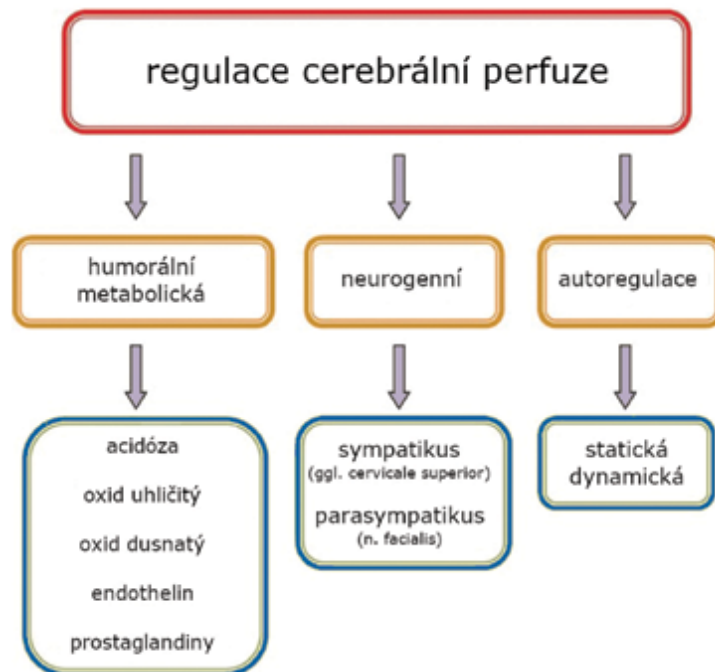 regulace cerebrální perfuze
humorální
metabolická
neurogenní
autoregulace
acidóza
oxid uhličitý
oxid dusnatý
endothelin
prostaglandiny
sympatikus
(ggl. cervicale superior)
parasympatikus
(n. facialis)
statická
dynamická